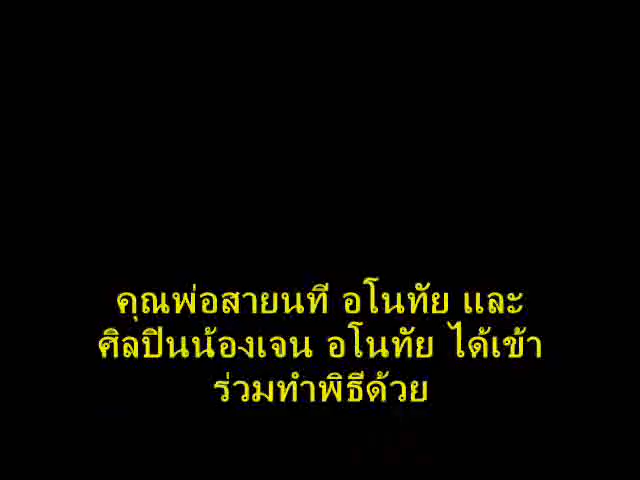 คุณพ่อสายนที อโนทัย และ
ศิลปินน้องเจน อโนทัย ได้เข้า
ร่วมทำพิธีด้วย